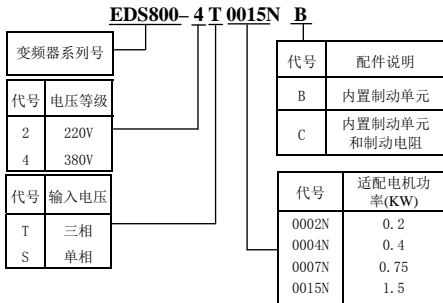 EDS800-4T0015N B
变频器系列号
代号 电压等级
2 220V
4 380V
代号 输入电压
T 三相
S 单相
代号 配件说明
B 内置制动单元
C 内置制动单元
和制动电阻
代号 适配电机功
率(KW)
0002N 0.2
0004N 0.4
0007N 0.75
0015N 1.5